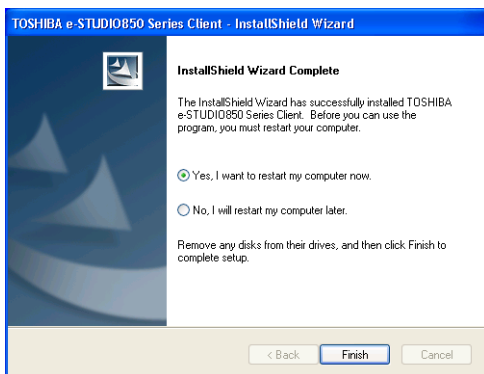 TOSHIBA e-STUDIO850 Series Client - InstallShield Wizard
InstallShield Wizard Complete
The InstallShield Wizard has successfully installed TOSHIBA
e-STUDIO850 Series Client. Before you can use the
program, you must restart your computer.
Yes, I want to restart my computer now.
No, I will restart my computer later.
Remove any disks from their drives, and then click Finish to
complete setup.
< Back Finish Cancel